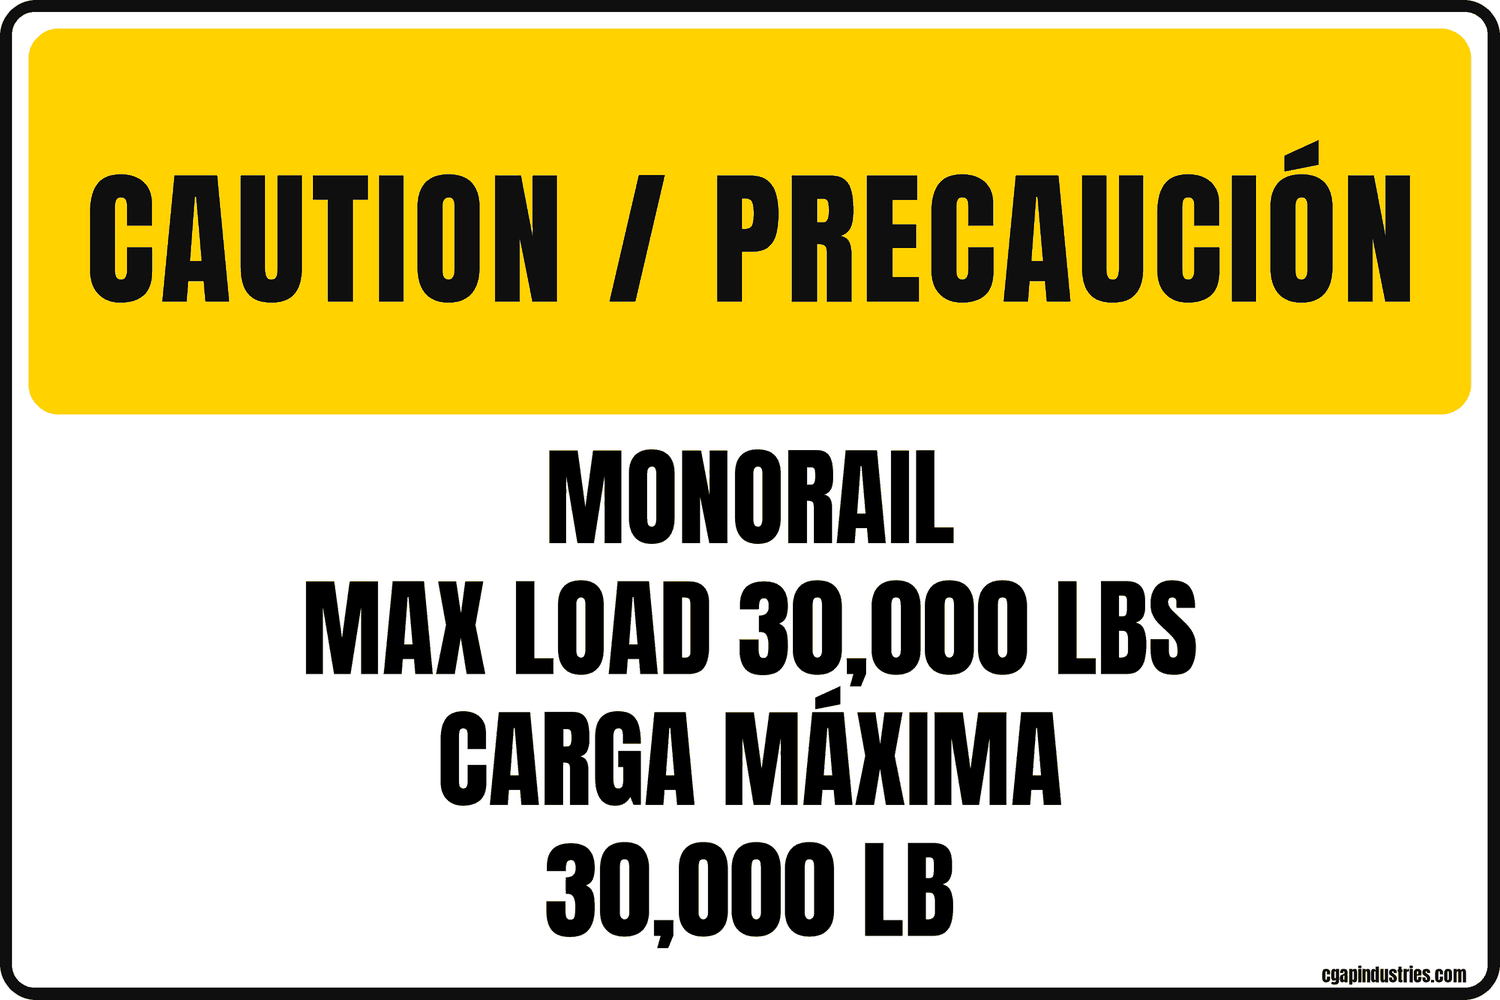 CAUTION / PRECAUCIÓN
MONORAIL
MAX LOAD 30,000 LBS
CARGA MÁXIMA
30,000 LB
cgapindustries.com